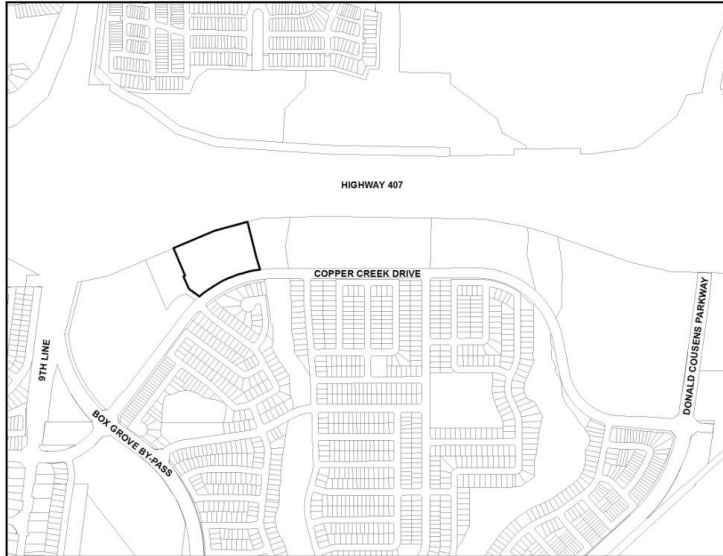 HIGHWAY 407
COPPER CREEK DRIVE
9TH LINE
DONALD COUSENS PARKWAY
BOX GROVE BY-PASS